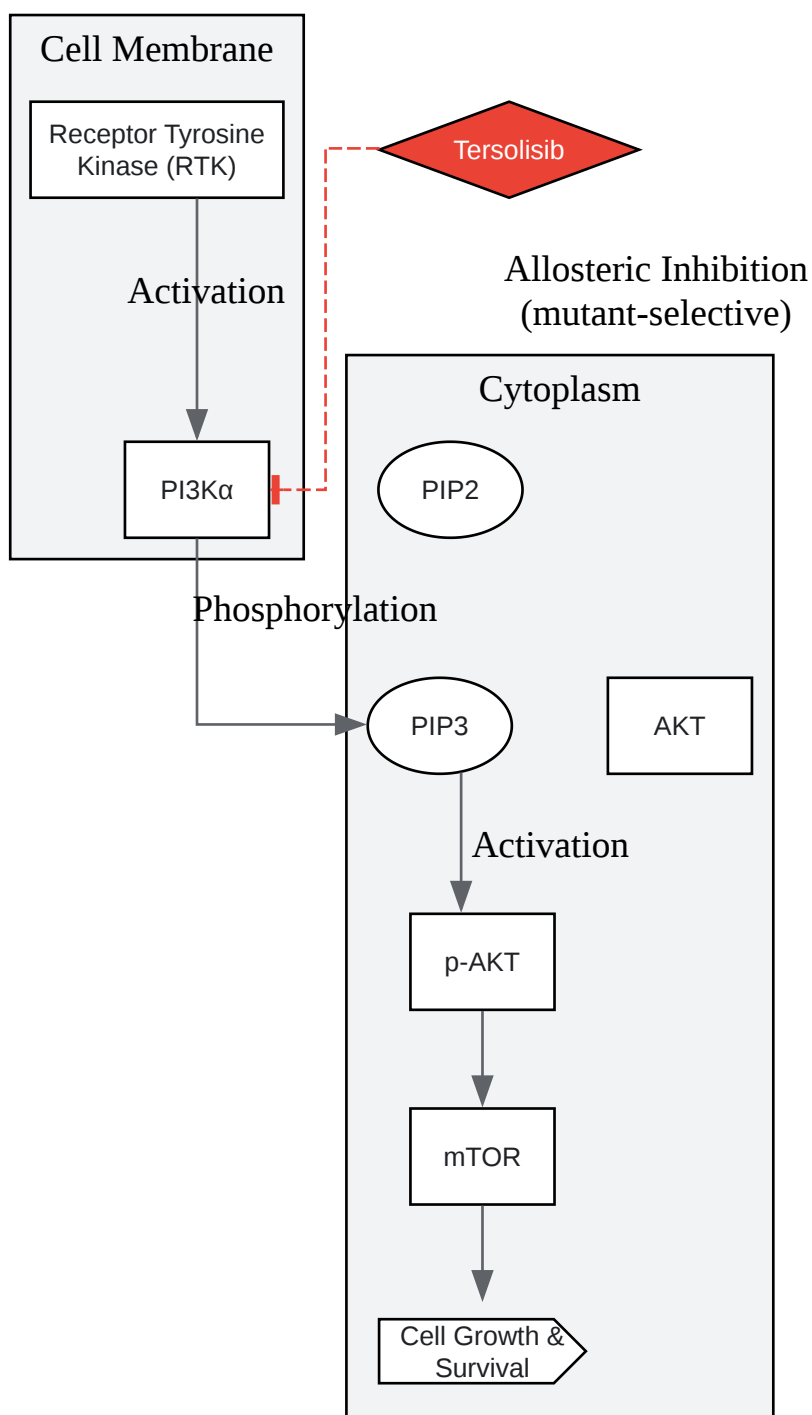 Cell Membrane
Receptor Tyrosine
Kinase (RTK)
Tersolisib
Activation
Allosteric Inhibition
(mutant-selective)
Cytoplasm
PI3Kα
PIP2
Phosphorylation
PIP3
AKT
Activation
p-AKT
mTOR
Cell Growth &
Survival